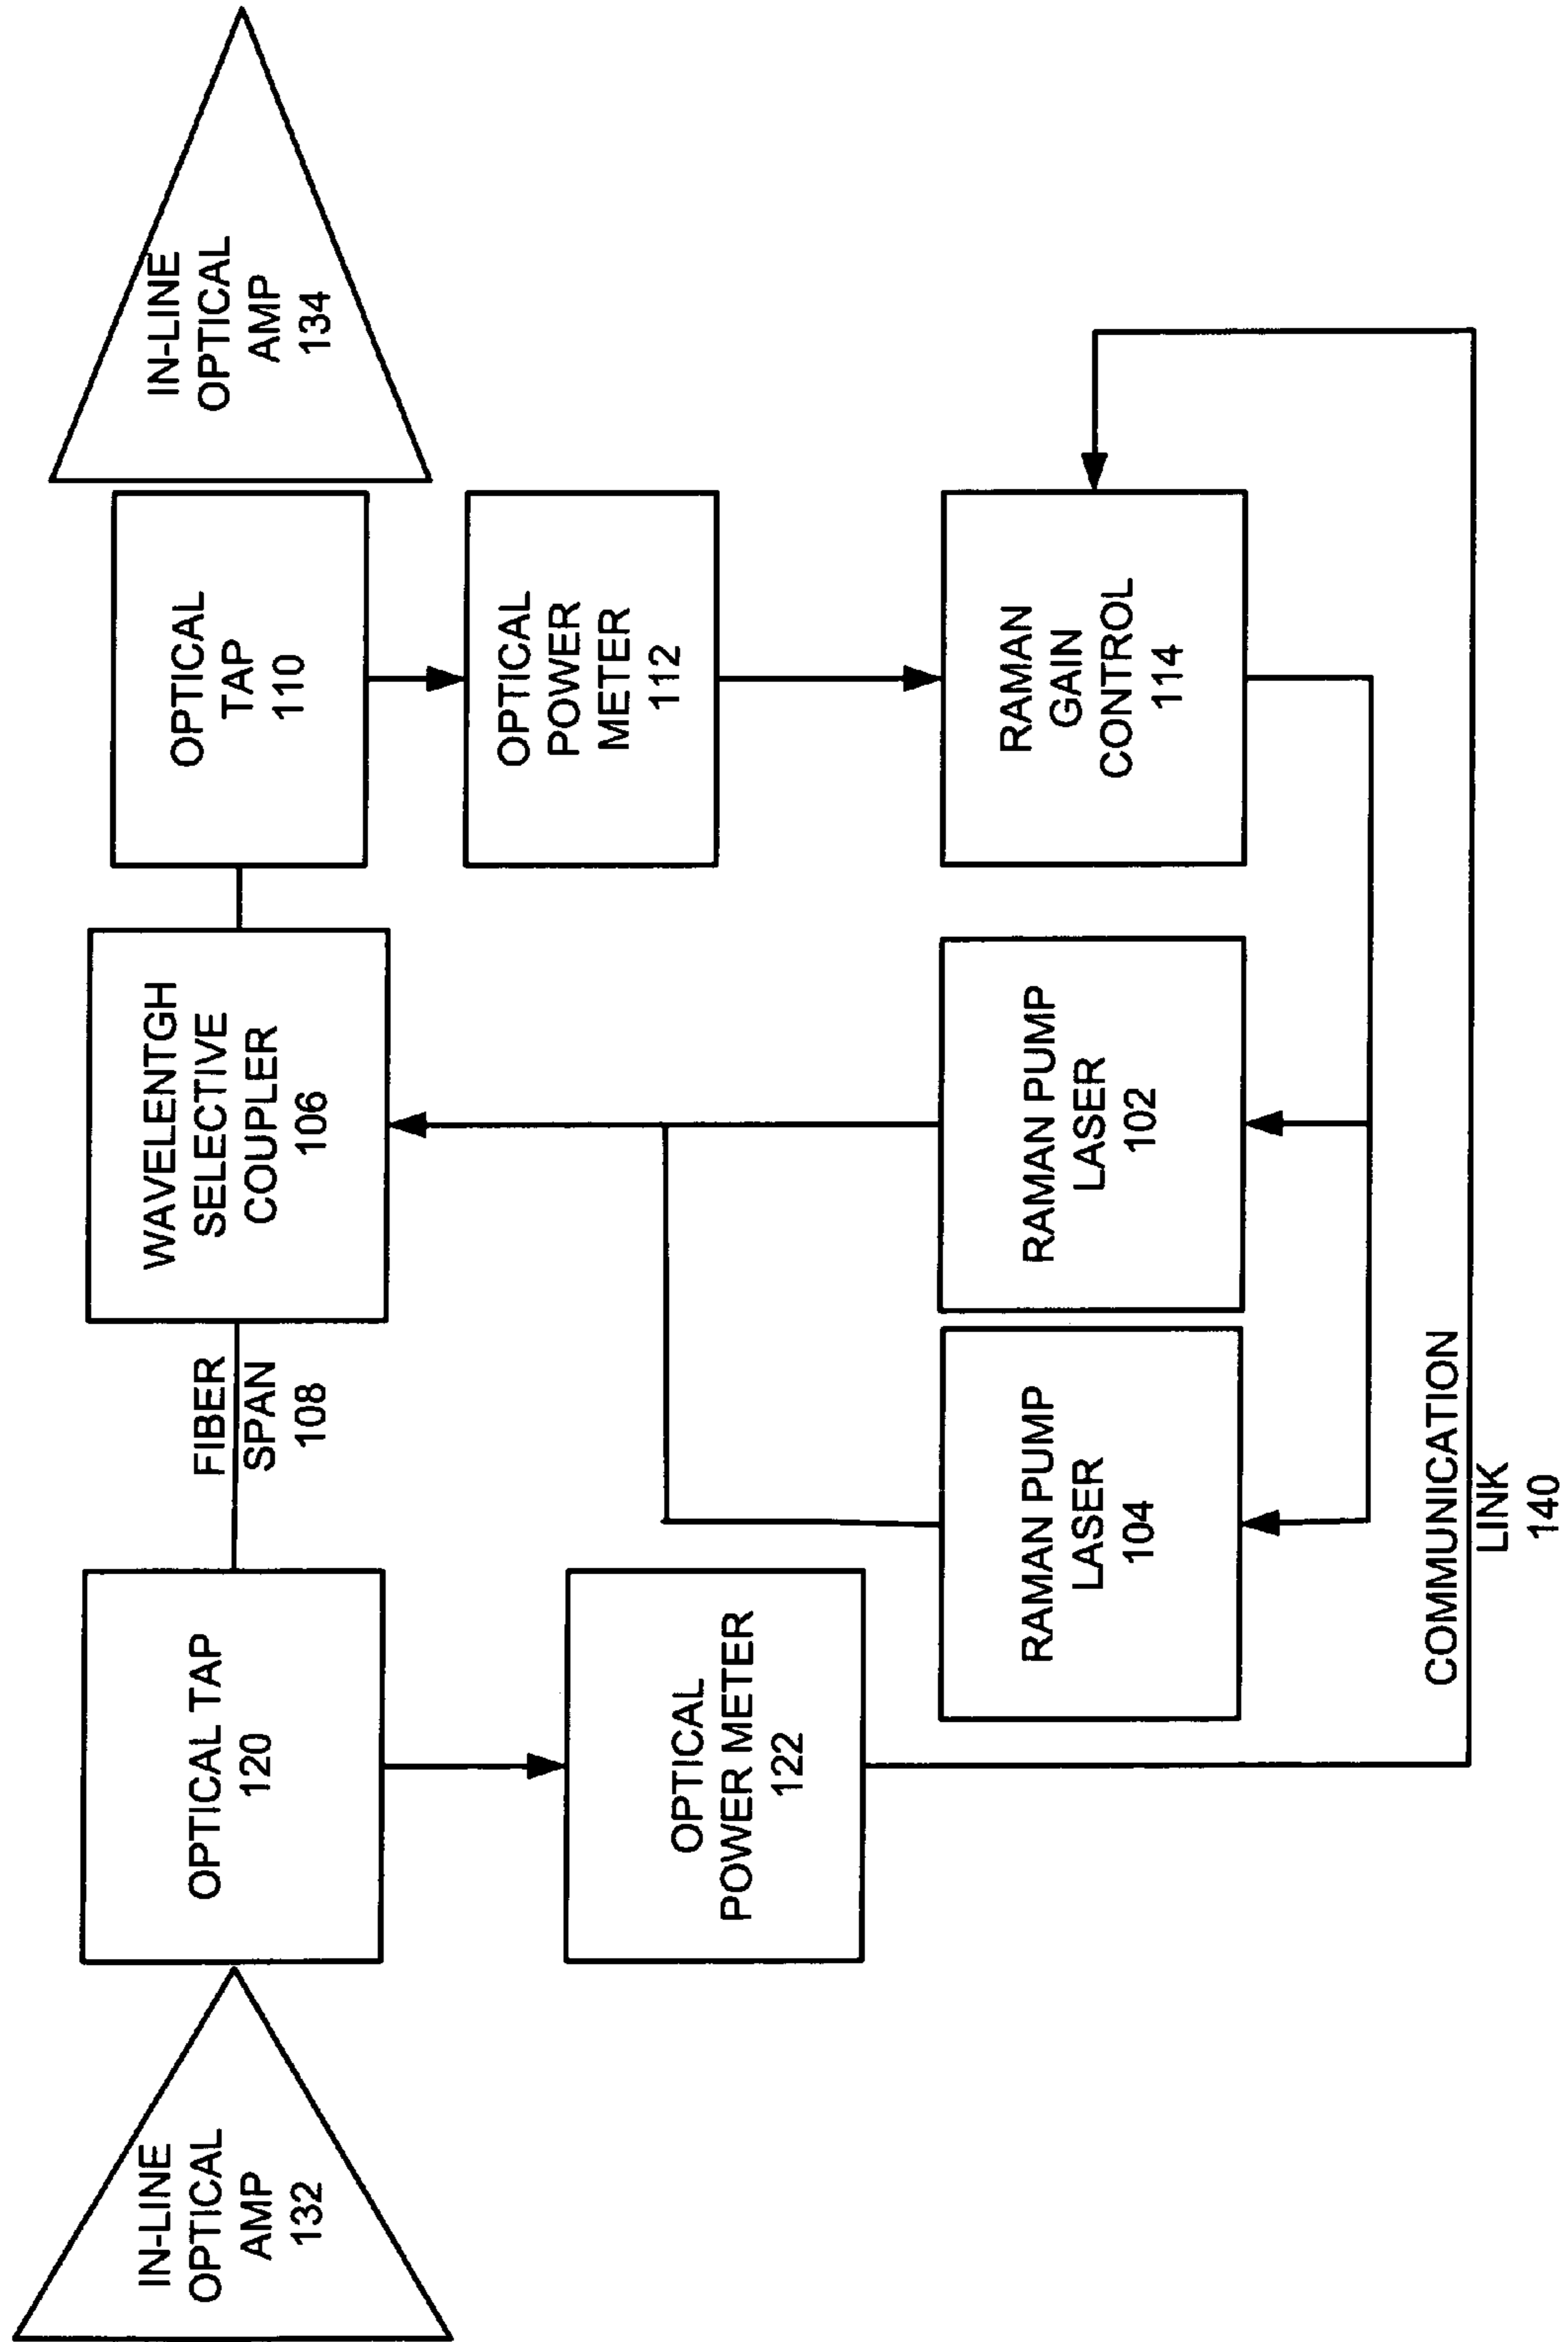 IN-LINE
OPTICAL
AMP
132
OPTICAL TAP
120
FIBER
SPAN
108
WAVELENTGH
SELECTIVE
COUPLER
106
OPTICAL
TAP
110
IN-LINE
OPTICAL
AMP
134
OPTICAL
POWER METER
122
OPTICAL
POWER
METER
112
RAMAN PUMP
LASER
104
RAMAN PUMP
LASER
102
RAMAN
GAIN
CONTROL
114
COMMUNICATION
LINK
140